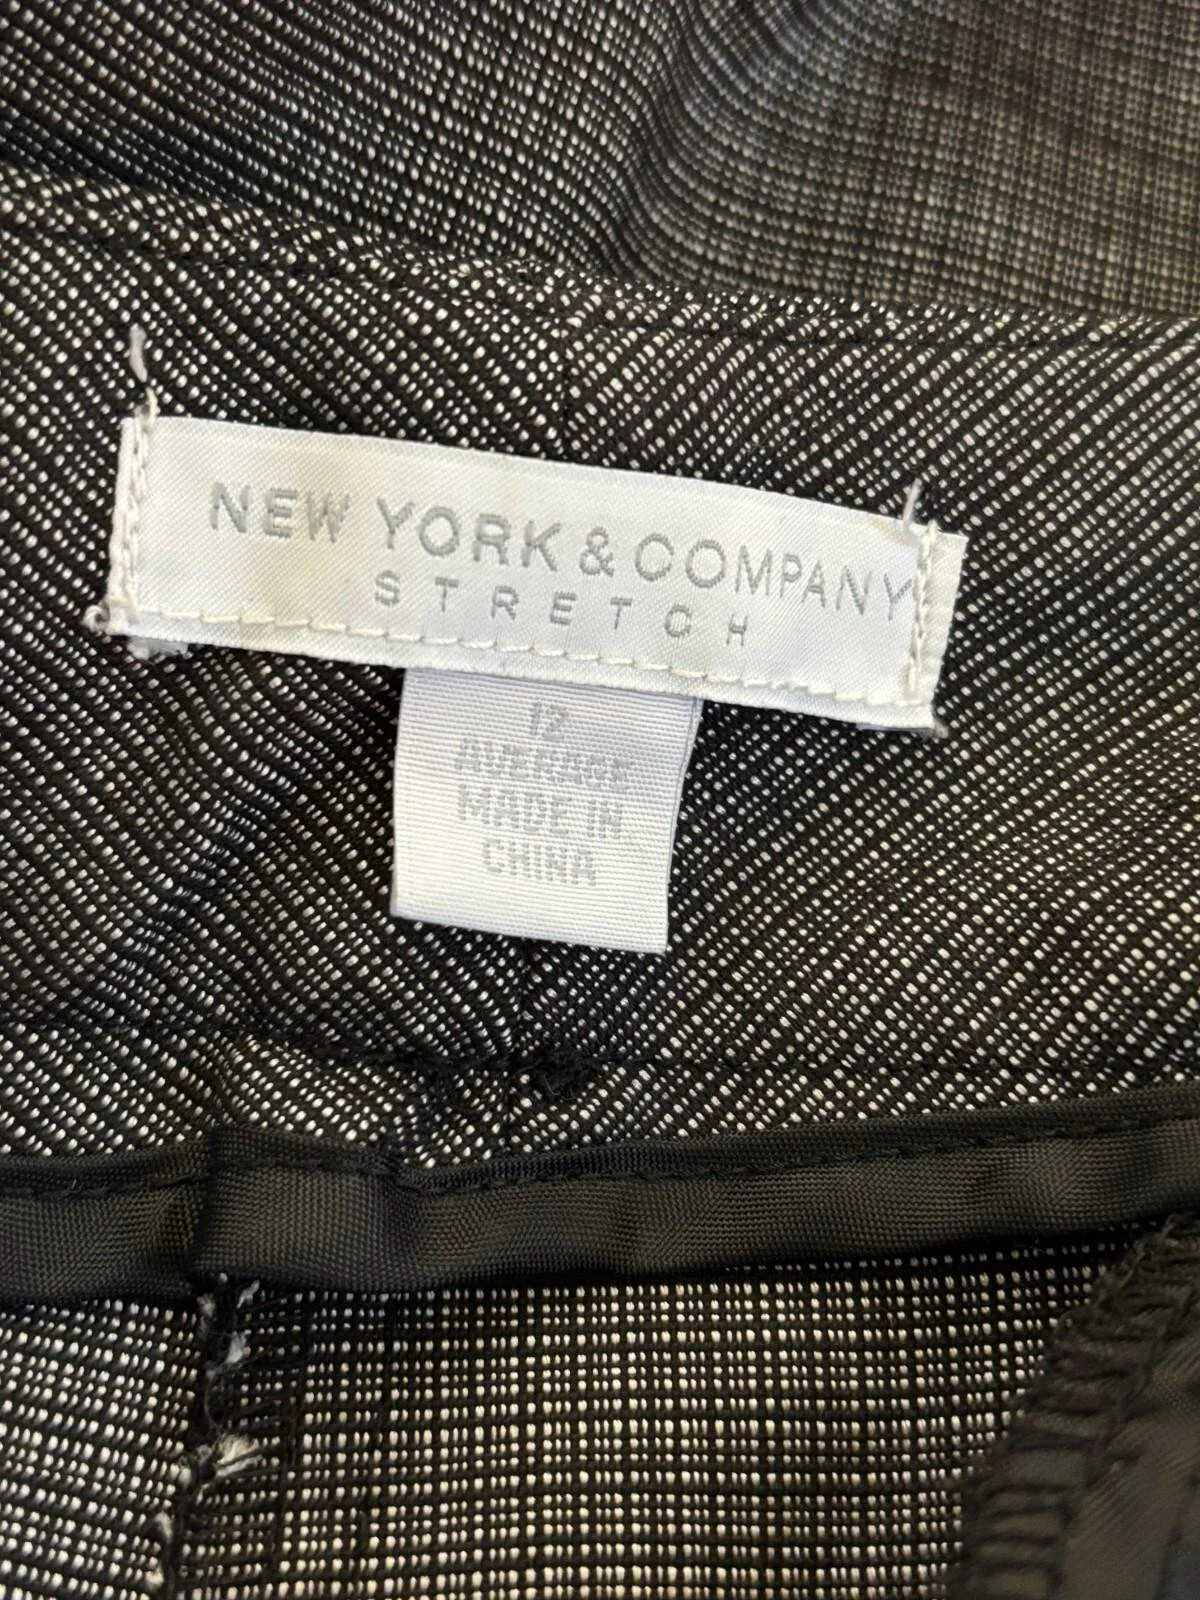 NEW YORK & COMPANY
STRETCH
12
AVERAGE
MADE IN
CHINA